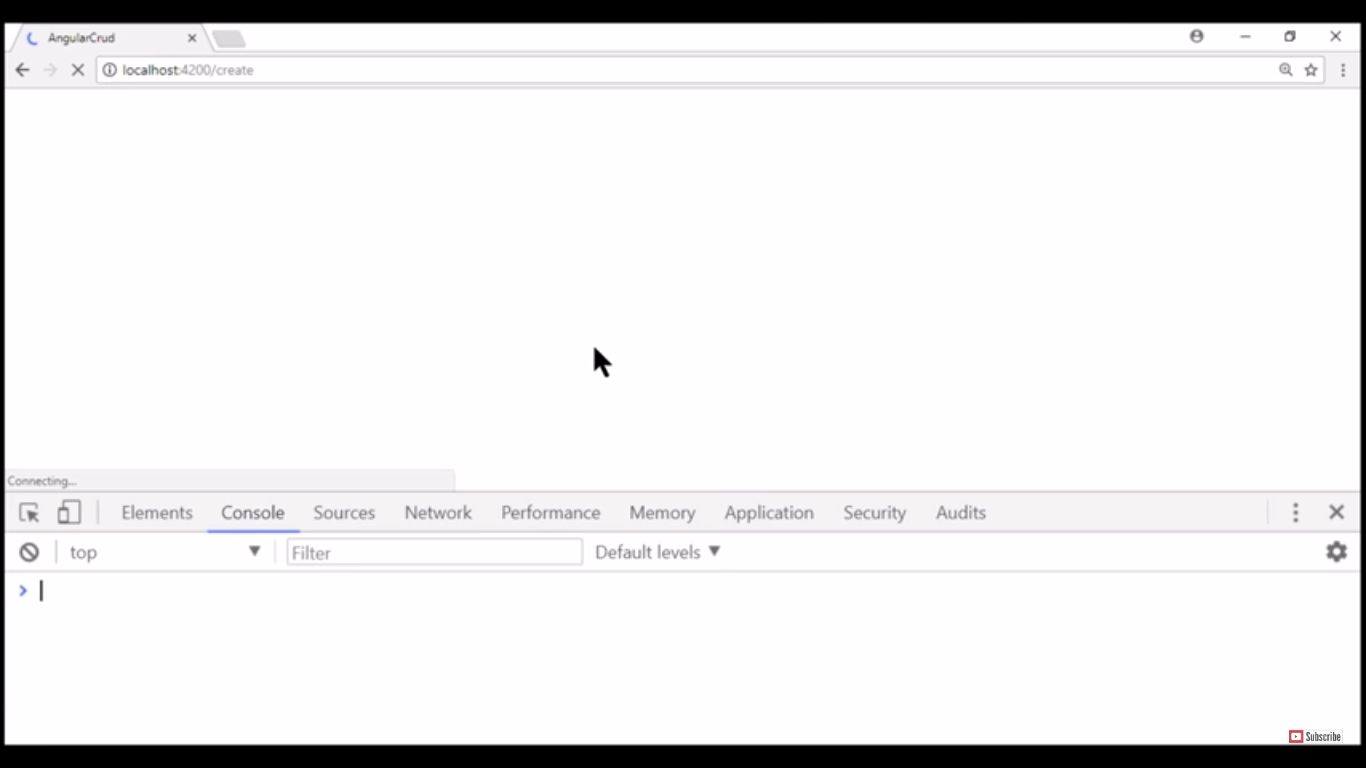 AngularCrud
localhost:4200/create
Connecting...
Elements Console Sources Network Performance Memory Application Security Audits
top Filter Default levels
Subscribe